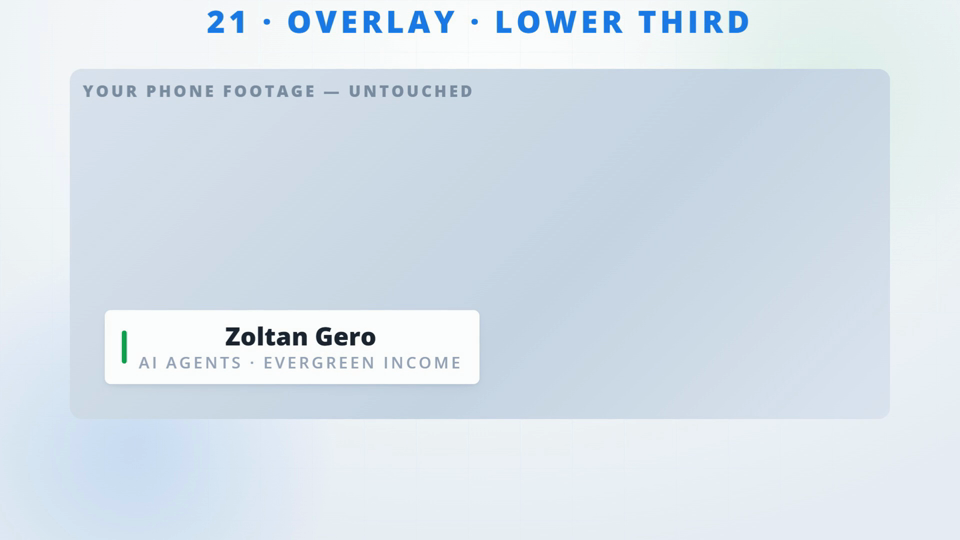 21 · OVERLAY · LOWER THIRD
YOUR PHONE FOOTAGE — UNTOUCHED
Zoltan Gero
AI AGENTS · EVERGREEN INCOME